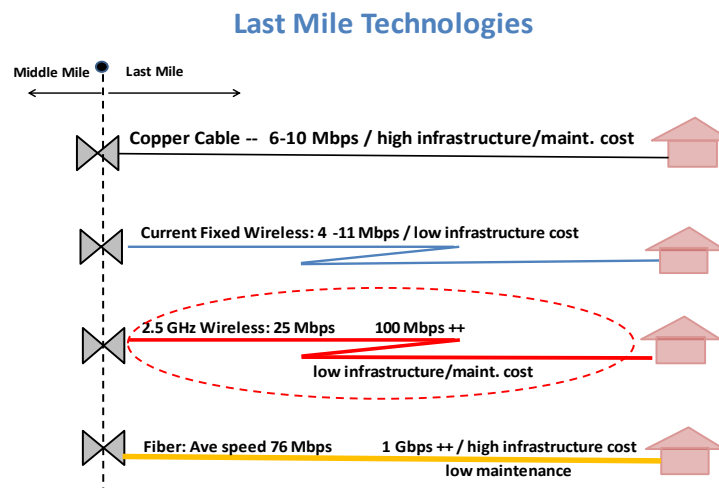 Last Mile Technologies
Middle Mile Last Mile
Copper Cable -- 6-10 Mbps / high infrastructure/maint. cost
Current Fixed Wireless: 4 -11 Mbps / low infrastructure cost
2.5 GHz Wireless: 25 Mbps 100 Mbps ++
low infrastructure/maint. cost
Fiber: Ave speed 76 Mbps 1 Gbps ++ / high infrastructure cost
low maintenance